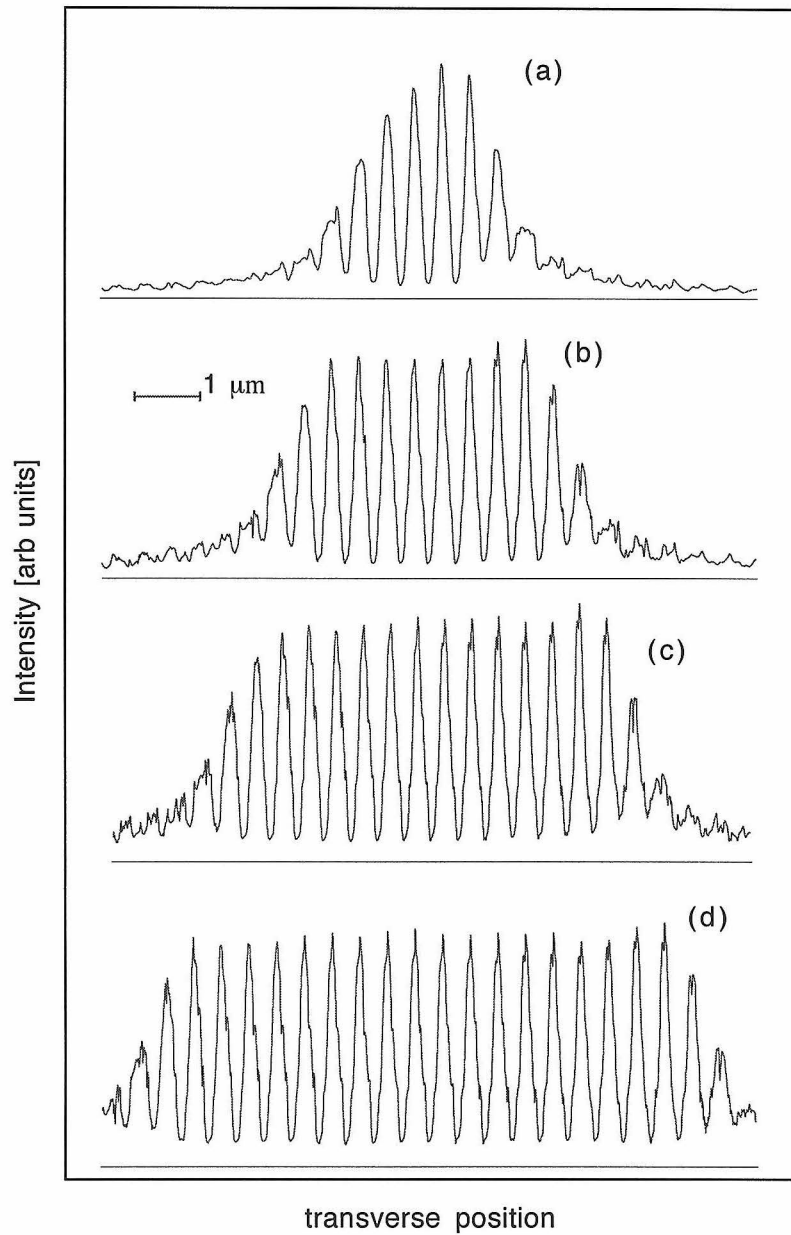 (a)
(b)
1 μm
(c)
(d)
Intensity [arb units]
transverse position